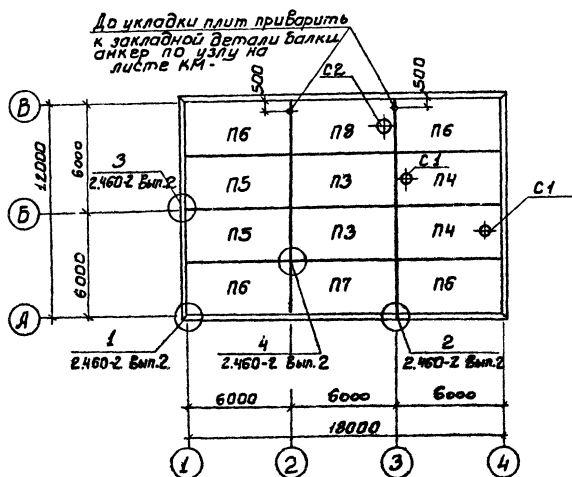 До укладки плит приварить
к закладной детали балки
анкер по узлу на
листе КМ-
500
500
С2
В
П6 П8 П6
3
2.460-2 Вып.2
С1
П5 П3 П4
12000
6000
Б
С1
П5 П3 П4
6000
П6 П7 П6
А
1
2.460-2 Вып.2.
4
2.460-2 Вып.2
2
2.460-2 Вып.2
6000 6000 6000
18000
1 2 3 4